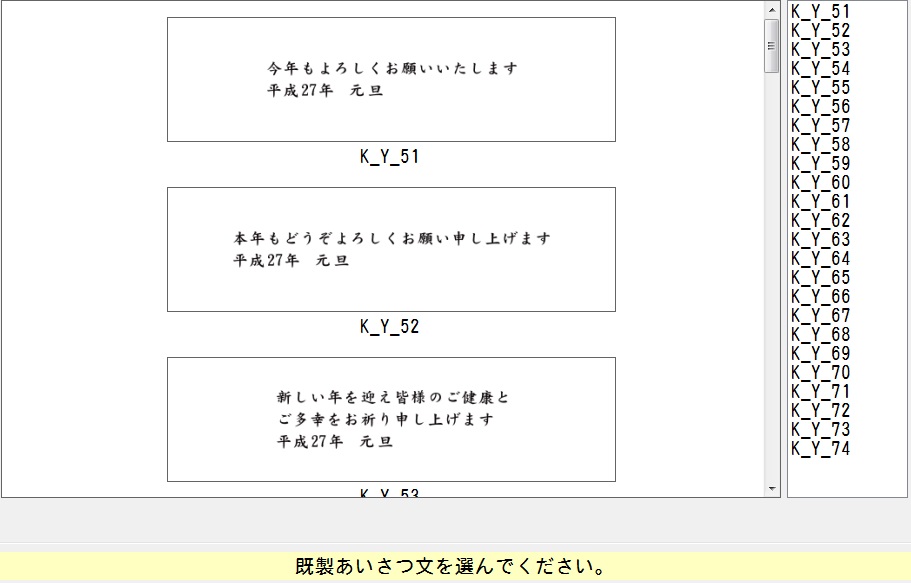 今年もよろしくお願いいたします
平成27年　元旦
K_Y_51
本年もどうぞよろしくお願い申し上げます
平成27年　元旦
K_Y_52
新しい年を迎え皆様のご健康と
ご多幸をお祈り申し上げます
平成27年　元旦
K_Y_53
K_Y_51
K_Y_52
K_Y_53
K_Y_54
K_Y_55
K_Y_56
K_Y_57
K_Y_58
K_Y_59
K_Y_60
K_Y_61
K_Y_62
K_Y_63
K_Y_64
K_Y_65
K_Y_66
K_Y_67
K_Y_68
K_Y_69
K_Y_70
K_Y_71
K_Y_72
K_Y_73
K_Y_74
既製あいさつ文を選んでください。